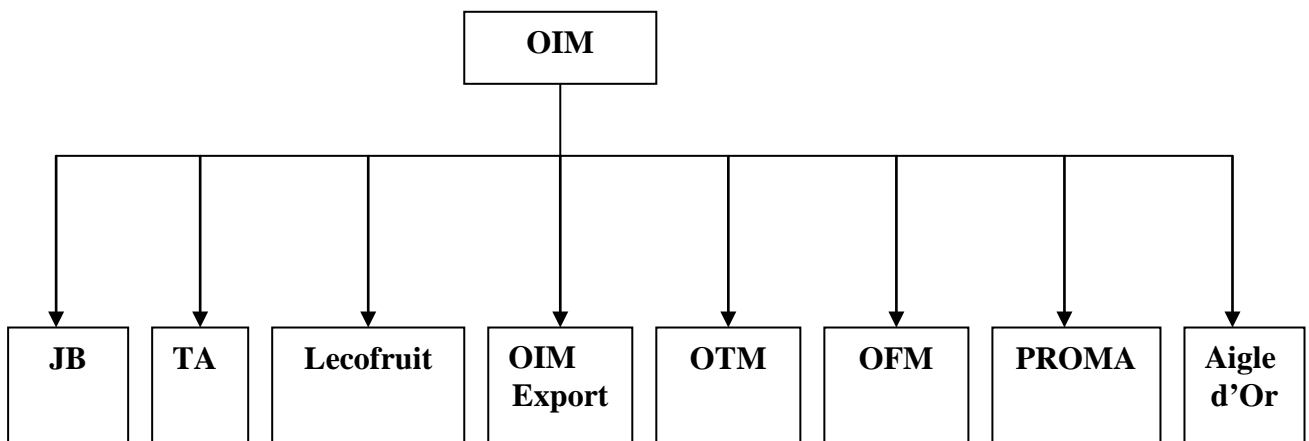 OIM
JB
TA
Lecofruit
OIM
Export
OTM
OFM
PROMA
Aigle
d’Or